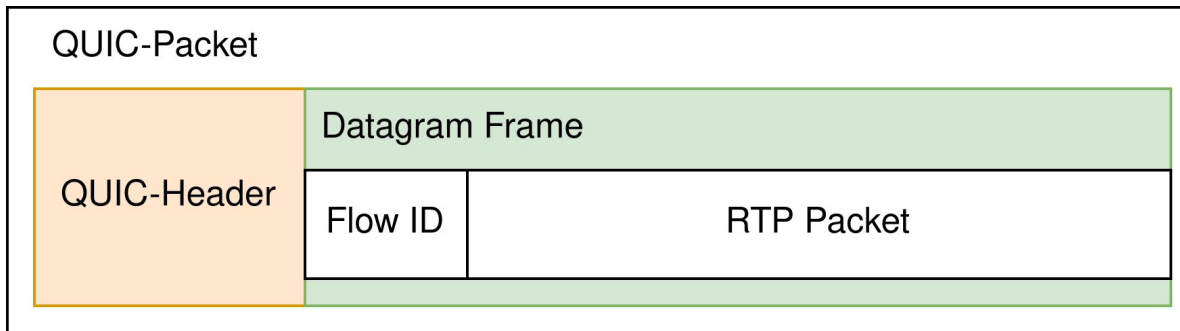 QUIC-Packet
Datagram Frame
QUIC-Header
Flow ID
RTP Packet